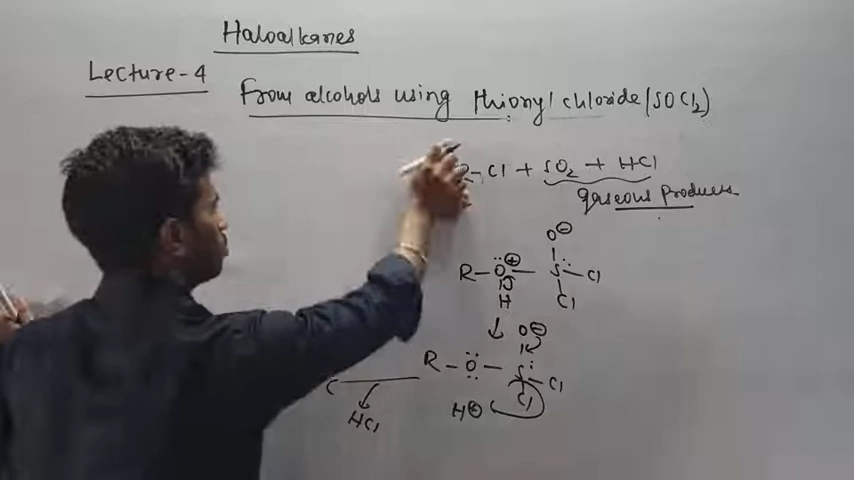 Haloalkanes
Lecture-4
From alcohols using thionyl chloride (SOCl2)
R-Cl + SO2 + HCl
gaseous products
O⊖
R-Ö⊕-S̈-Cl
H Cl
O⊖
R-Ö-S̈-Cl
Cl
H⊕
HCl